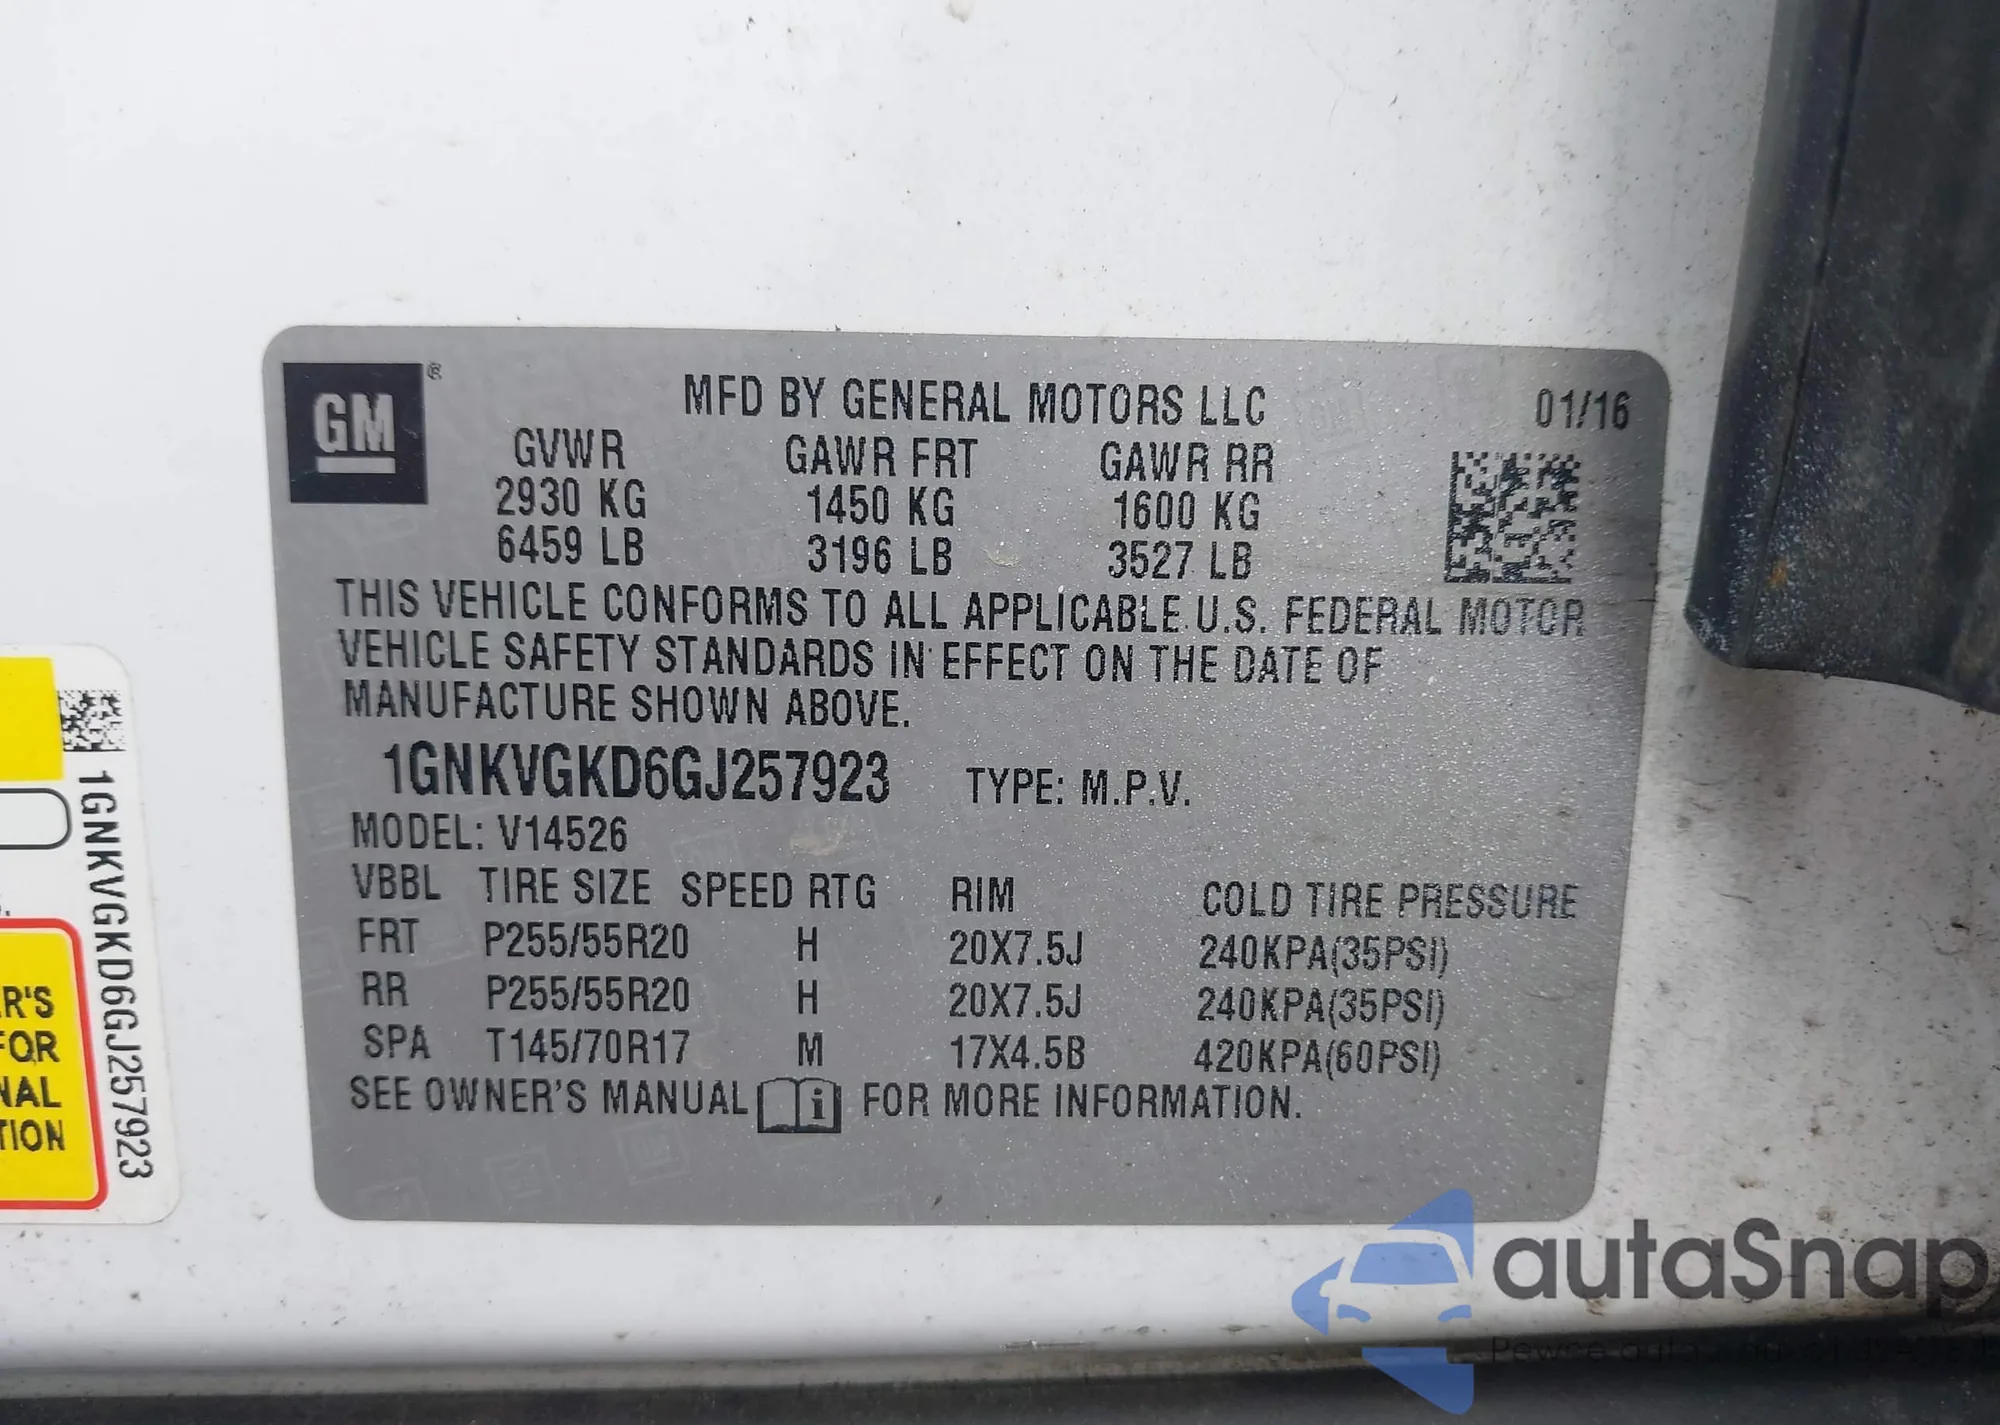 GM ®
MFD BY GENERAL MOTORS LLC 01/16
GVWR GAWR FRT GAWR RR
2930 KG 1450 KG 1600 KG
6459 LB 3196 LB 3527 LB
THIS VEHICLE CONFORMS TO ALL APPLICABLE U.S. FEDERAL MOTOR
VEHICLE SAFETY STANDARDS IN EFFECT ON THE DATE OF
MANUFACTURE SHOWN ABOVE.
1GNKVGKD6GJ257923 TYPE: M.P.V.
MODEL: V14526
VBBL TIRE SIZE SPEED RTG RIM COLD TIRE PRESSURE
FRT P255/55R20 H 20X7.5J 240KPA(35PSI)
RR P255/55R20 H 20X7.5J 240KPA(35PSI)
SPA T145/70R17 M 17X4.5B 420KPA(60PSI)
SEE OWNER'S MANUAL i FOR MORE INFORMATION.
1GNKVGKD6GJ257923
R'S
FOR
NAL
TION
autaSnap